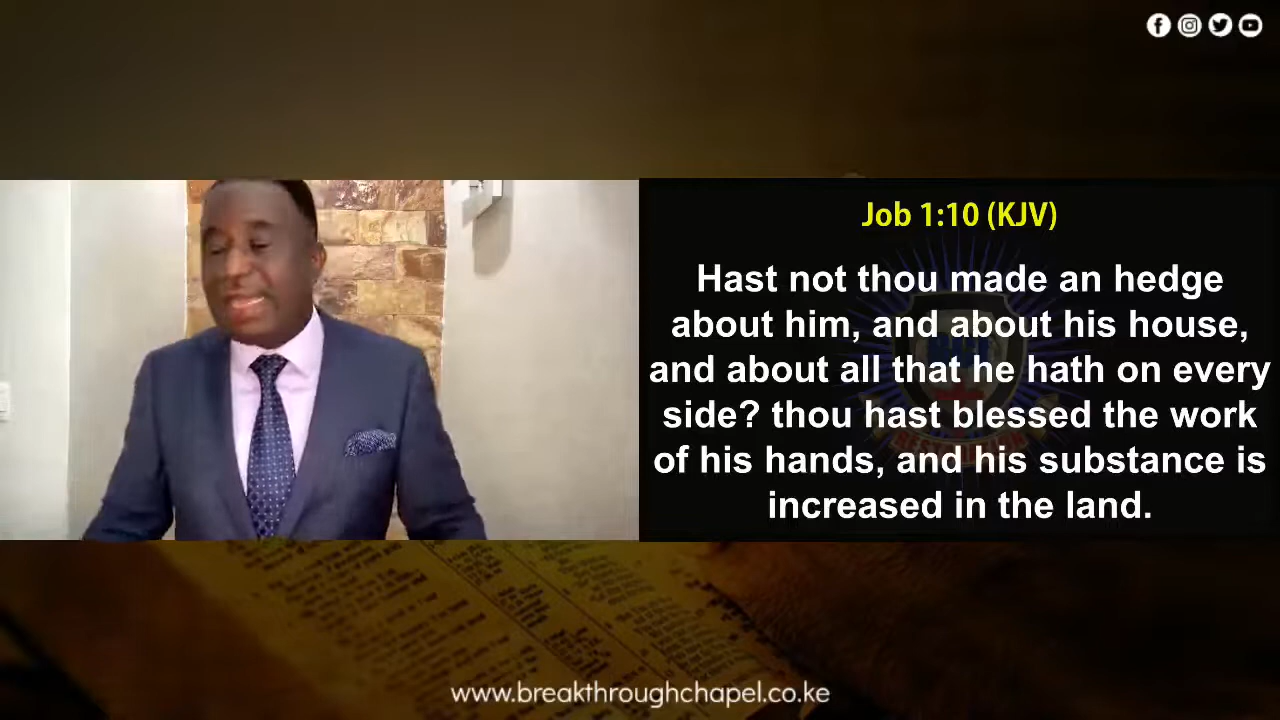 Job 1:10 (KJV)
Hast not thou made an hedge
about him, and about his house,
and about all that he hath on every
side? thou hast blessed the work
of his hands, and his substance is
increased in the land.
www.breakthroughchapel.co.ke